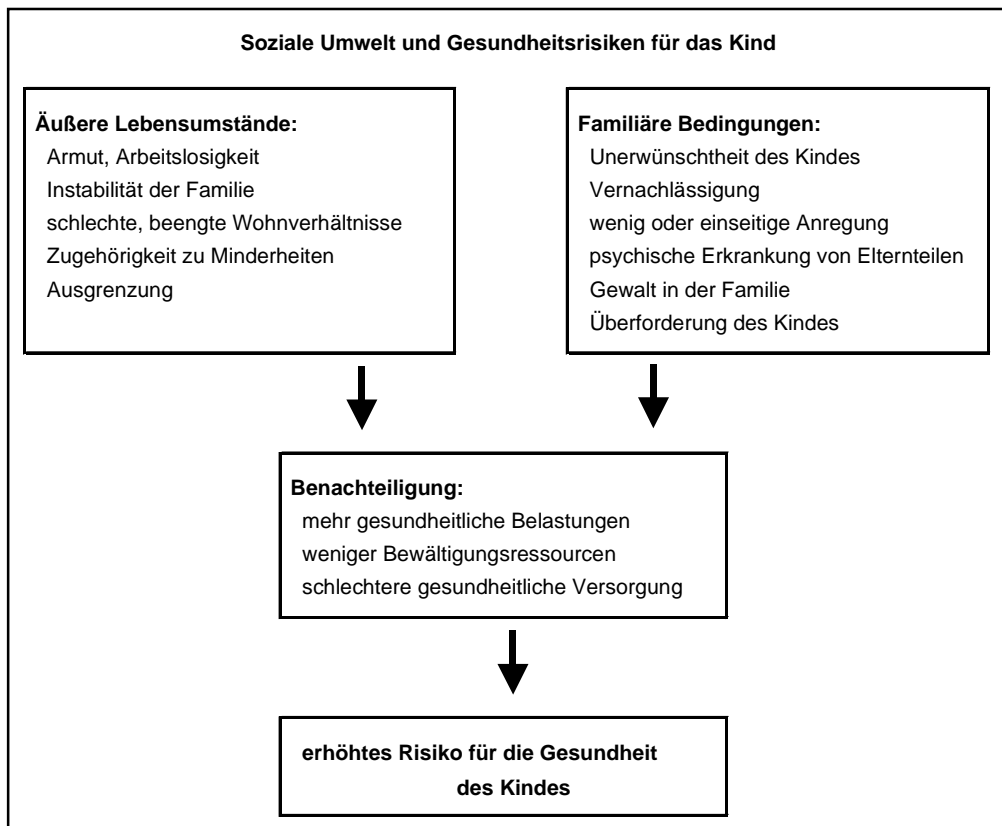 Soziale Umwelt und Gesundheitsrisiken für das Kind
Äußere Lebensumstände:
Armut, Arbeitslosigkeit
Instabilität der Familie
schlechte, beengte Wohnverhältnisse
Zugehörigkeit zu Minderheiten
Ausgrenzung
Familiäre Bedingungen:
Unerwünschtheit des Kindes
Vernachlässigung
wenig oder einseitige Anregung
psychische Erkrankung von Elternteilen
Gewalt in der Familie
Überforderung des Kindes
Benachteiligung:
mehr gesundheitliche Belastungen
weniger Bewältigungsressourcen
schlechtere gesundheitliche Versorgung
erhöhtes Risiko für die Gesundheit
des Kindes